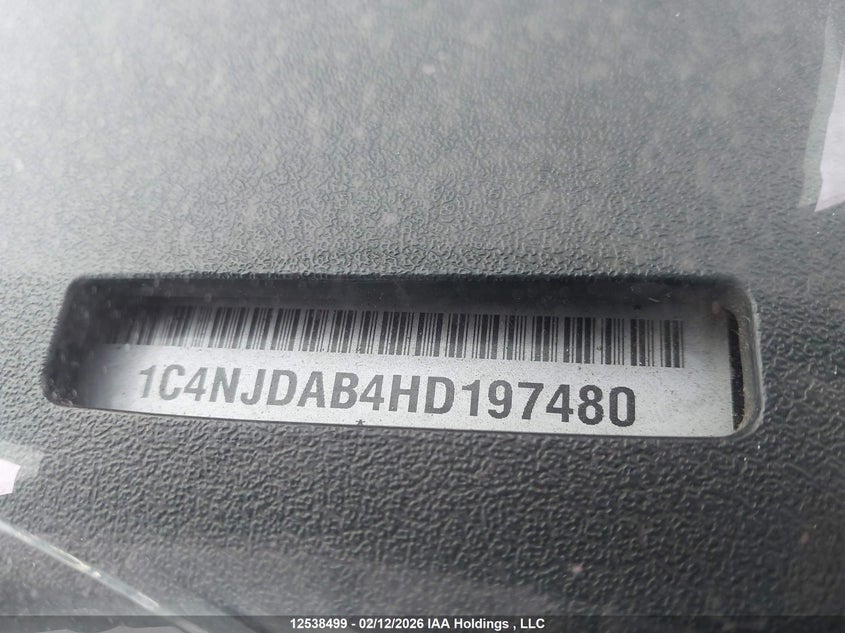 1C4NJDAB4HD197480
*
12538499 - 02/12/2026 IAA Holdings , LLC